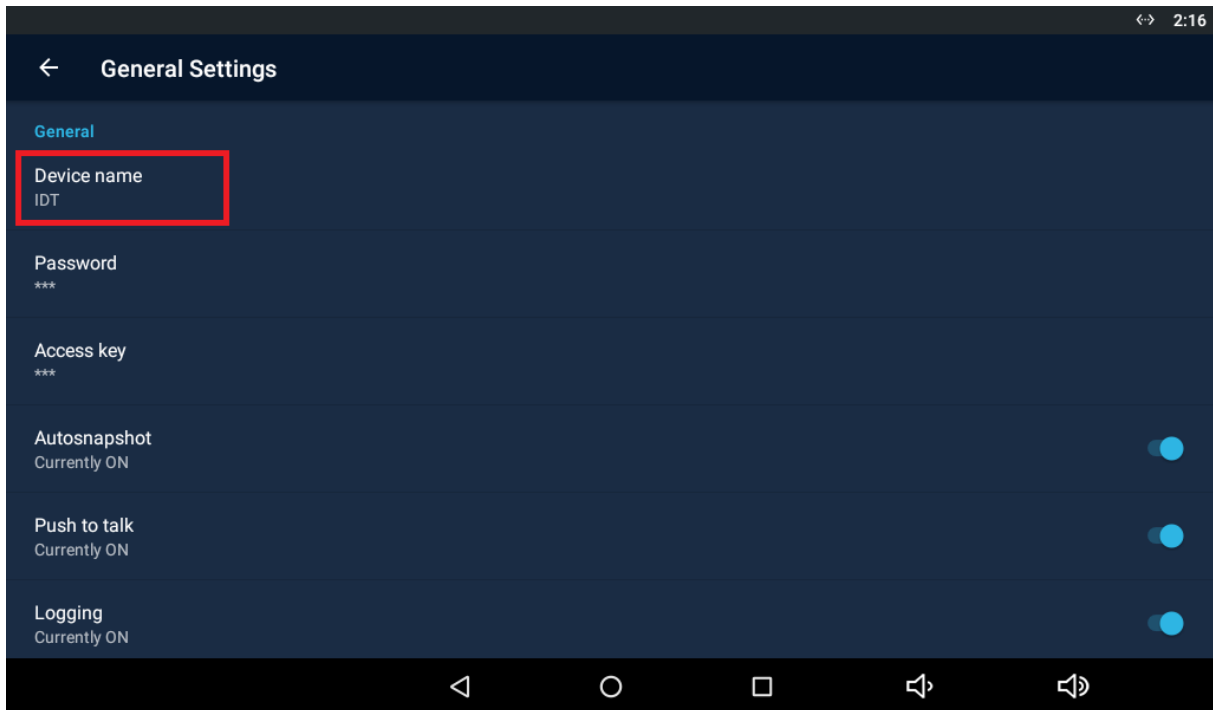 2:16
General Settings
General
Device name
IDT
Password
***
Access key
***
Autosnapshot
Currently ON
Push to talk
Currently ON
Logging
Currently ON